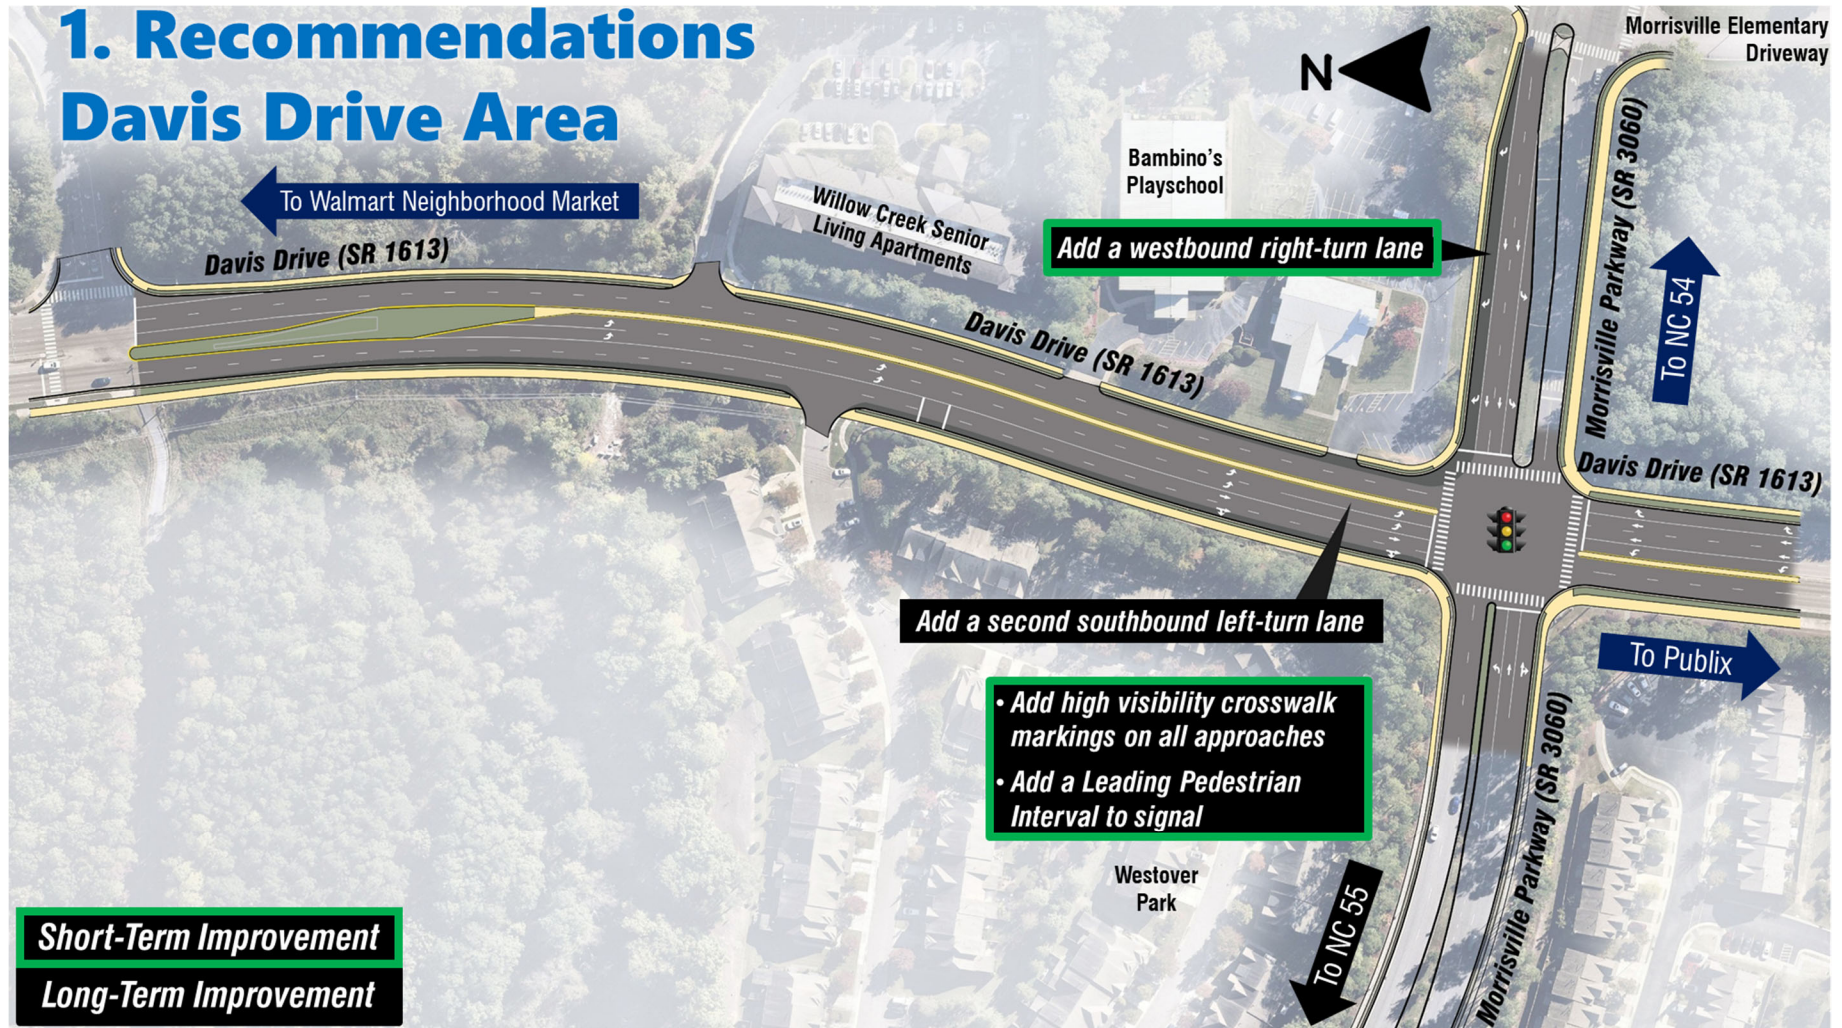 1. Recommendations
Davis Drive Area
Morrisville Elementary
Driveway
N
To Walmart Neighborhood Market
Davis Drive (SR 1613)
Willow Creek Senior
Living Apartments
Bambino's
Playschool
Add a westbound right-turn lane
Morrisville Parkway (SR 3060)
To NC 54
Davis Drive (SR 1613)
Davis Drive (SR 1613)
Add a second southbound left-turn lane
To Publix
• Add high visibility crosswalk
markings on all approaches
• Add a Leading Pedestrian
Interval to signal
Westover
Park
To NC 55
Morrisville Parkway (SR 3060)
Short-Term Improvement
Long-Term Improvement